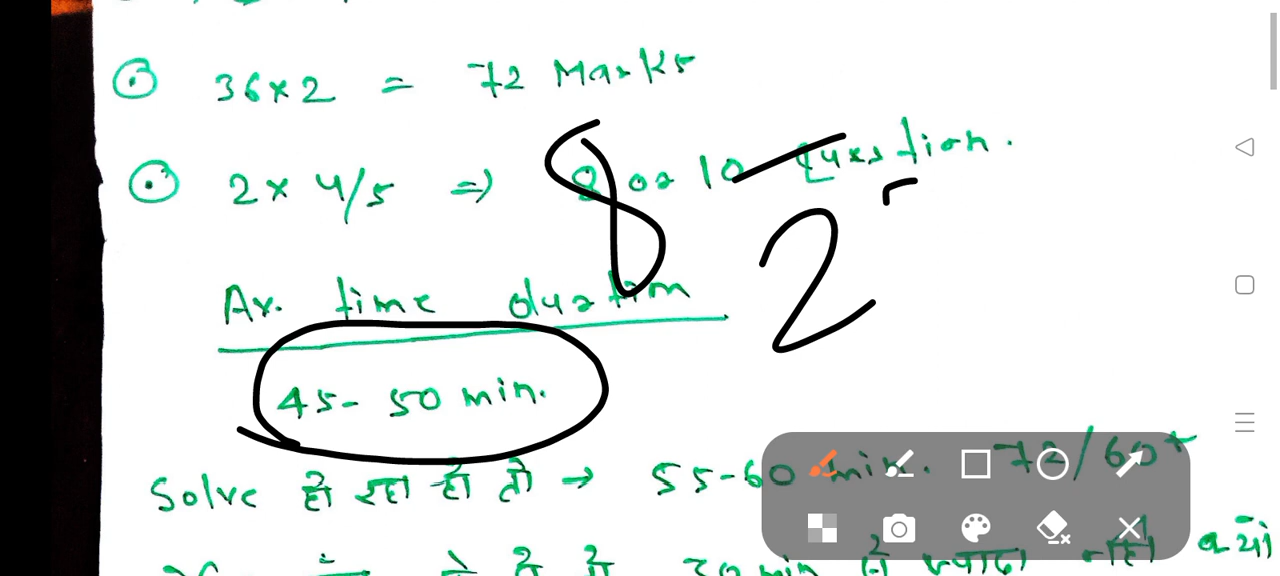 36×2 = 72 Marks
2× 4/5 => 8 or 10 Question.
8
2
Av. time duration
45- 50 min.
Solve हो रहा हो तो → 55-60 min. 72/60+